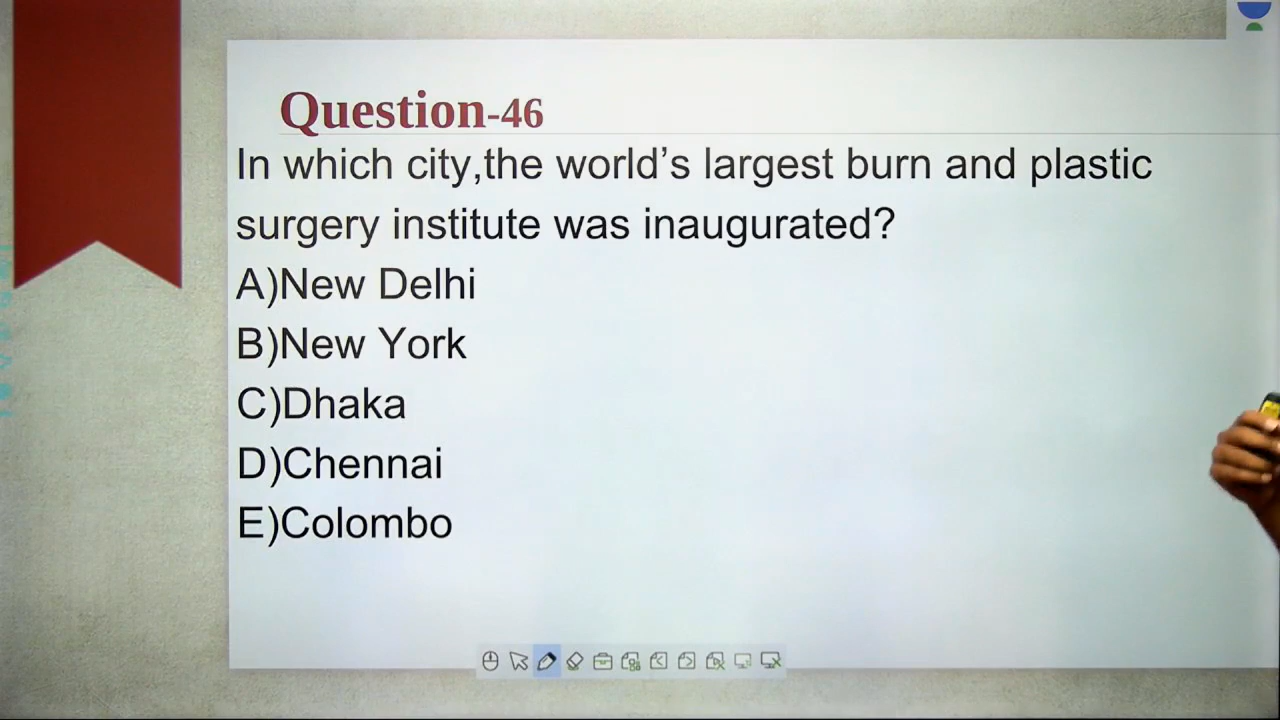 Question-46
In which city,the world’s largest burn and plastic
surgery institute was inaugurated?
A)New Delhi
B)New York
C)Dhaka
D)Chennai
E)Colombo